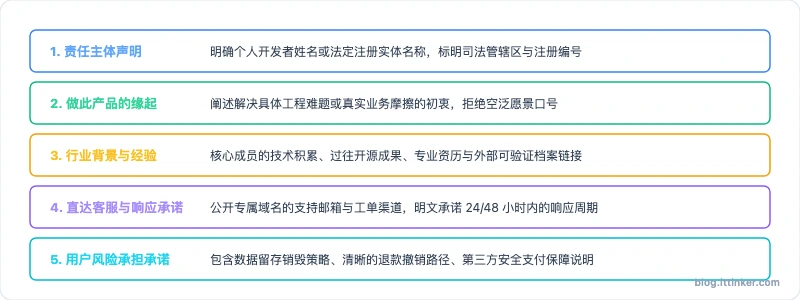 1. 责任主体声明 明确个人开发者姓名或法定注册实体名称，标明司法管辖区与注册编号
2. 做此产品的缘起 阐述解决具体工程难题或真实业务摩擦的初衷，拒绝空泛愿景口号
3. 行业背景与经验 核心成员的技术积累、过往开源成果、专业资历与外部可验证档案链接
4. 直达客服与响应承诺 公开专属域名的支持邮箱与工单渠道，明文承诺 24/48 小时内的响应周期
5. 用户风险承担承诺 包含数据留存销毁策略、清晰的退款撤销路径、第三方安全支付保障说明
blog.ittinker.com